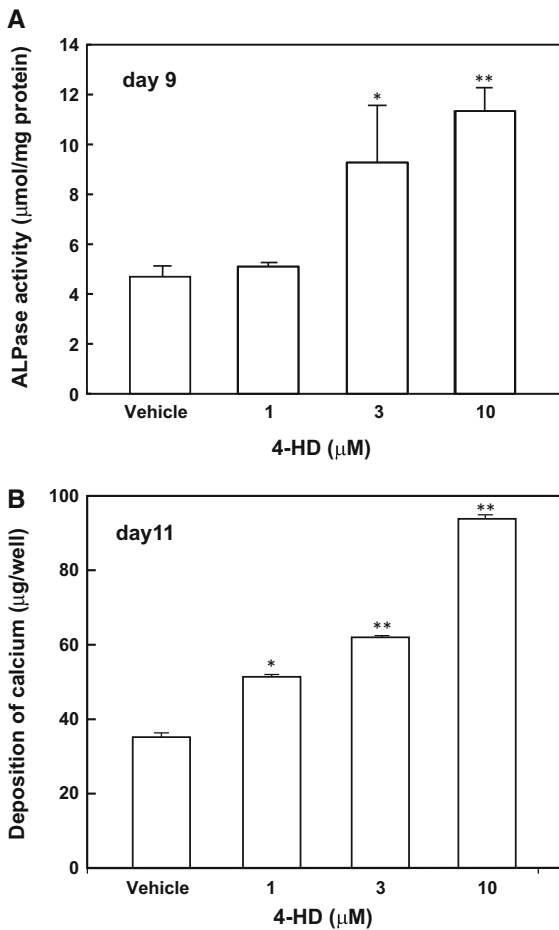 A
ALPase activity (μmol/mg protein)
14
12
10
8
6
4
2
0
day 9
*
**
Vehicle 1 3 10
4-HD (μM)
B
Deposition of calcium (μg/well)
100
80
60
40
20
0
day11
*
**
**
Vehicle 1 3 10
4-HD (μM)